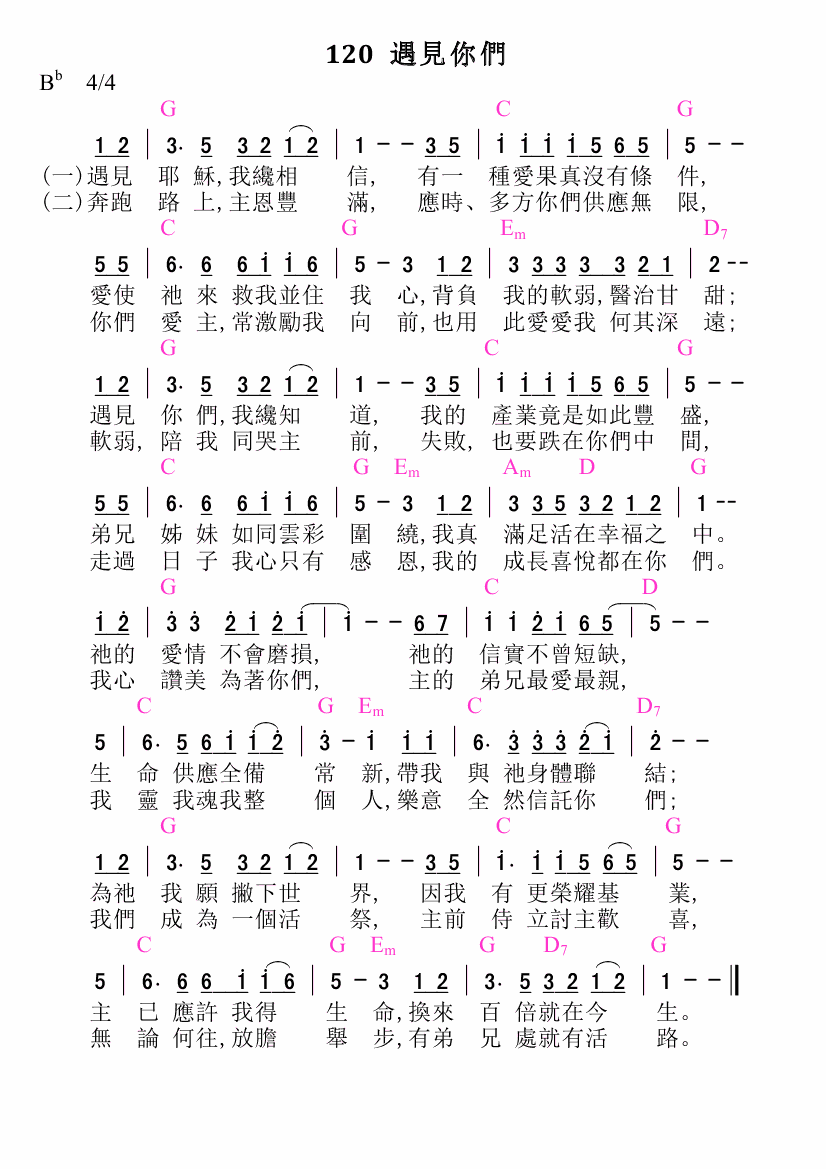 120 遇見你們
B♭ 4/4
G C G
1 2 | 3· 5 3 2 1 2 | 1 - - 3 5 | i i i i 5 6 5 | 5 - -
(一)遇見 耶 穌,我纔相 信, 有一 種愛果真沒有條 件,
(二)奔跑 路 上,主恩豐 滿, 應時、多方你們供應無 限,
C G Em D7
5 5 | 6· 6 6 i i 6 | 5 - 3 1 2 | 3 3 3 3 3 2 1 | 2 - -
愛使 祂 來 救我並住 我 心,背負 我的軟弱,醫治甘 甜;
你們 愛 主,常激勵我 向 前,也用 此愛愛我 何其深 遠;
G C G
1 2 | 3· 5 3 2 1 2 | 1 - - 3 5 | i i i i 5 6 5 | 5 - -
遇見 你 們,我纔知 道, 我的 產業竟是如此豐 盛,
軟弱, 陪 我 同哭主 前, 失敗, 也要跌在你們中 間,
C G Em Am D G
5 5 | 6· 6 6 i i 6 | 5 - 3 1 2 | 3 3 5 3 2 1 2 | 1 - -
弟兄 姊 妹 如同雲彩 圍 繞,我真 滿足活在幸福之 中。
走過 日 子 我心只有 感 恩,我的 成長喜悅都在你 們。
G C D
i 2̇ | 3̇ 3̇ 2̇ i 2̇ i | i - - 6 7 | i i 2̇ i 6 5 | 5 - -
祂的 愛情 不會磨損, 祂的 信實不曾短缺,
我心 讚美 為著你們, 主的 弟兄最愛最親,
C G Em C D7
5 | 6· 5 6 i i 2̇ | 3̇ - i i i | 6· 3̇ 3̇ 3̇ 2̇ i | 2̇ - -
生 命 供應全備 常 新,帶我 與 祂身體聯 結;
我 靈 我魂我整 個 人,樂意 全 然信託你 們;
G C G
1 2 | 3· 5 3 2 1 2 | 1 - - 3 5 | i· i i 5 6 5 | 5 - -
為祂 我 願 撇下世 界, 因我 有 更榮耀基 業,
我們 成 為 一個活 祭, 主前 侍 立討主歡 喜,
C G Em G D7 G
5 | 6· 6 6 i i 6 | 5 - 3 1 2 | 3· 5 3 2 1 2 | 1 - - ‖
主 已 應許 我得 生 命,換來 百 倍就在今 生。
無 論 何往,放膽 舉 步,有弟 兄 處就有活 路。